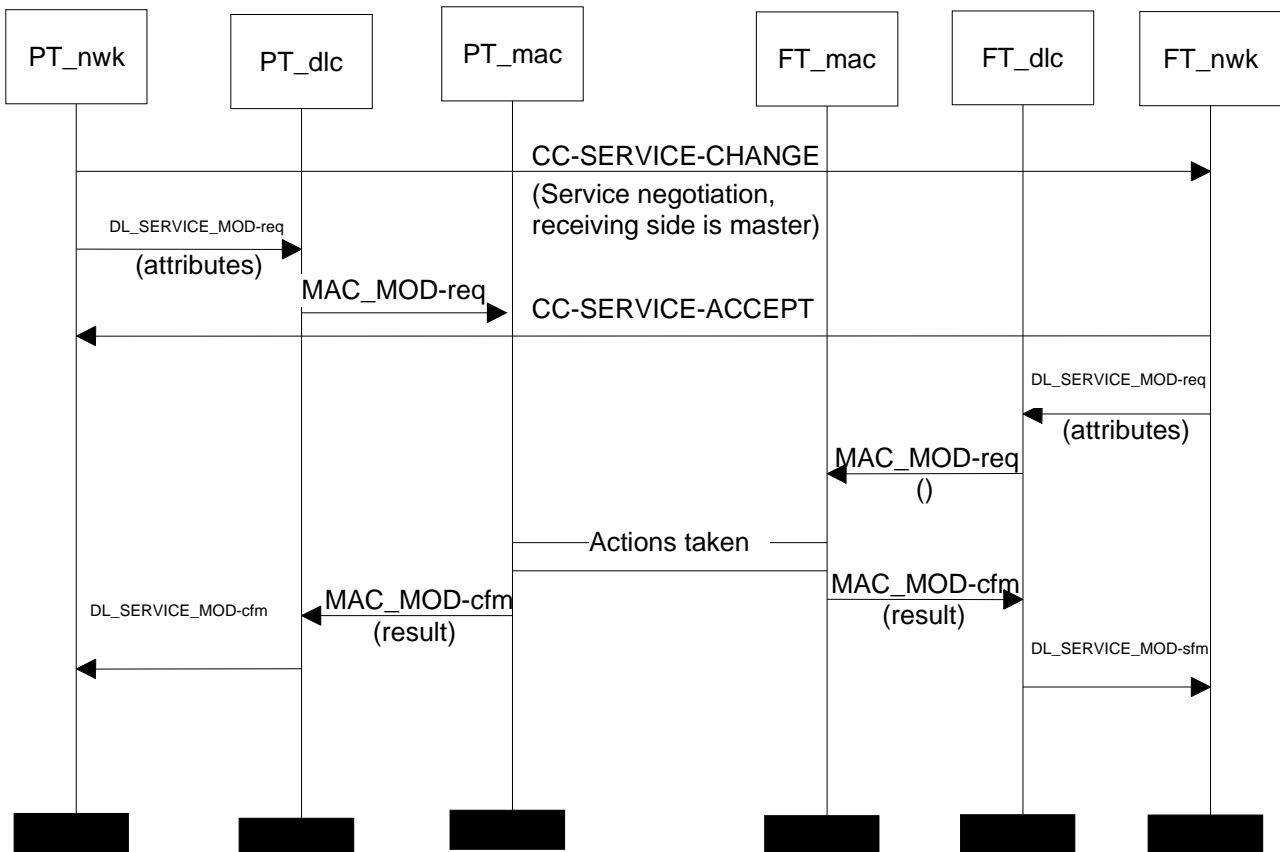 PT_nwk
PT_dlc
PT_mac
FT_mac
FT_dlc
FT_nwk
CC-SERVICE-CHANGE
(Service negotiation,
receiving side is master)
DL_SERVICE_MOD-req
(attributes)
MAC_MOD-req
CC-SERVICE-ACCEPT
DL_SERVICE_MOD-req
(attributes)
MAC_MOD-req
()
Actions taken
MAC_MOD-cfm
(result)
MAC_MOD-cfm
(result)
DL_SERVICE_MOD-cfm
DL_SERVICE_MOD-sfm